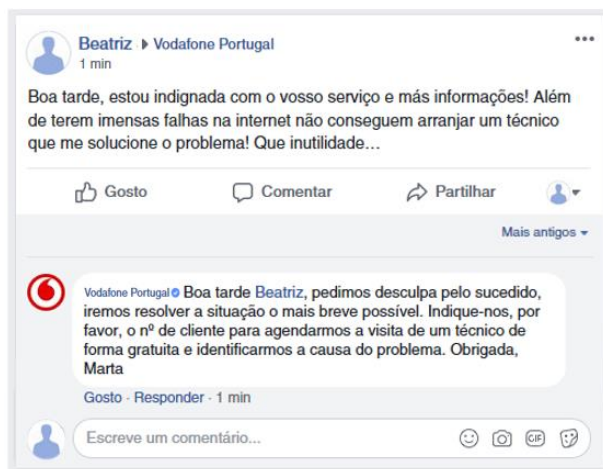 Beatriz ▸ Vodafone Portugal
1 min
Boa tarde, estou indignada com o vosso serviço e más informações! Além
de terem imensas falhas na internet não conseguem arranjar um técnico
que me solucione o problema! Que inutilidade…
Gosto Comentar Partilhar
Mais antigos
Vodafone Portugal Boa tarde Beatriz, pedimos desculpa pelo sucedido,
iremos resolver a situação o mais breve possível. Indique-nos, por
favor, o nº de cliente para agendarmos a visita de um técnico de
forma gratuita e identificarmos a causa do problema. Obrigada,
Marta
Gosto · Responder · 1 min
Escreve um comentário... GIF